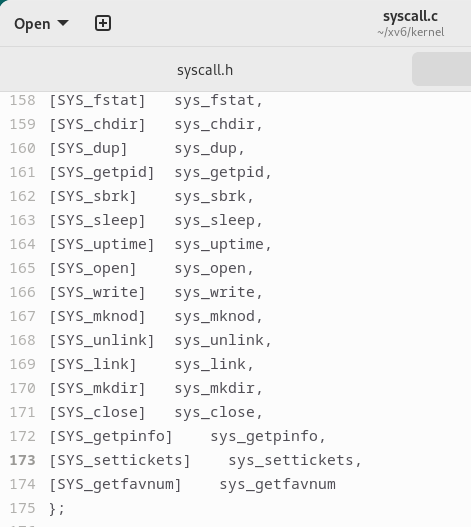 Open
syscall.c
~/xv6/kernel
syscall.h
158 [SYS_fstat]   sys_fstat,
159 [SYS_chdir]   sys_chdir,
160 [SYS_dup]     sys_dup,
161 [SYS_getpid]  sys_getpid,
162 [SYS_sbrk]    sys_sbrk,
163 [SYS_sleep]   sys_sleep,
164 [SYS_uptime]  sys_uptime,
165 [SYS_open]    sys_open,
166 [SYS_write]   sys_write,
167 [SYS_mknod]   sys_mknod,
168 [SYS_unlink]  sys_unlink,
169 [SYS_link]    sys_link,
170 [SYS_mkdir]   sys_mkdir,
171 [SYS_close]   sys_close,
172 [SYS_getpinfo]    sys_getpinfo,
173 [SYS_settickets]    sys_settickets,
174 [SYS_getfavnum]    sys_getfavnum
175 };